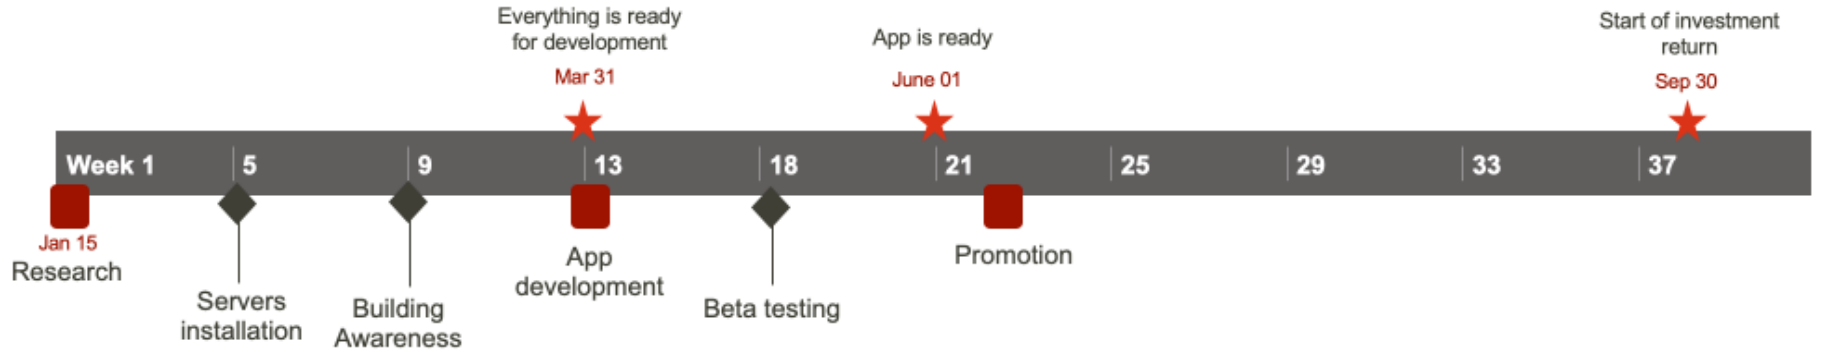 Everything is ready
for development
Mar 31
App is ready
June 01
Start of investment
return
Sep 30
Week 1 5 9 13 18 21 25 29 33 37
Jan 15
Research
Servers
installation
Building
Awareness
App
development
Beta testing
Promotion